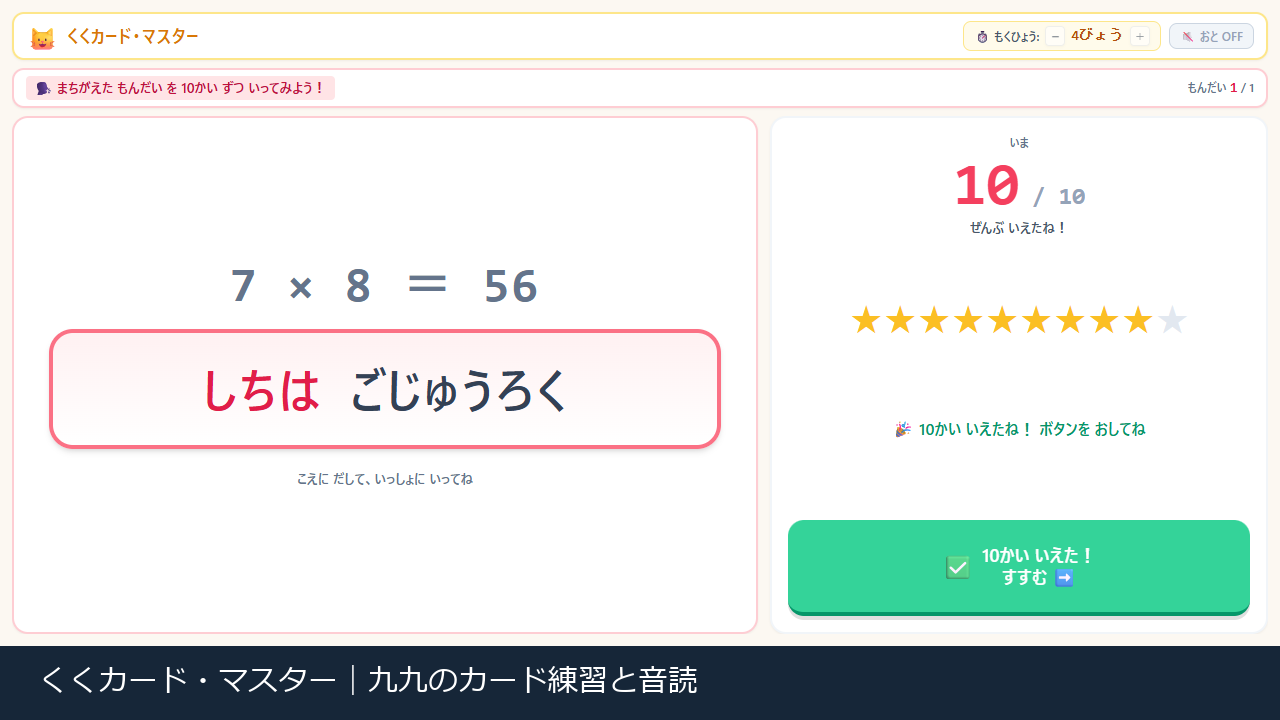 くくカード・マスター
もくひょう: − 4びょう +
おと OFF
まちがえた もんだい を 10かい ずつ いってみよう！
もんだい 1 / 1
7 × 8 ＝ 56
しちは ごじゅうろく
こえに だして、いっしょに いってね
いま
10 / 10
ぜんぶ いえたね！
🎉 10かい いえたね！ ボタンを おしてね
✅ 10かい いえた！
すすむ ➡️
くくカード・マスター｜九九のカード練習と音読